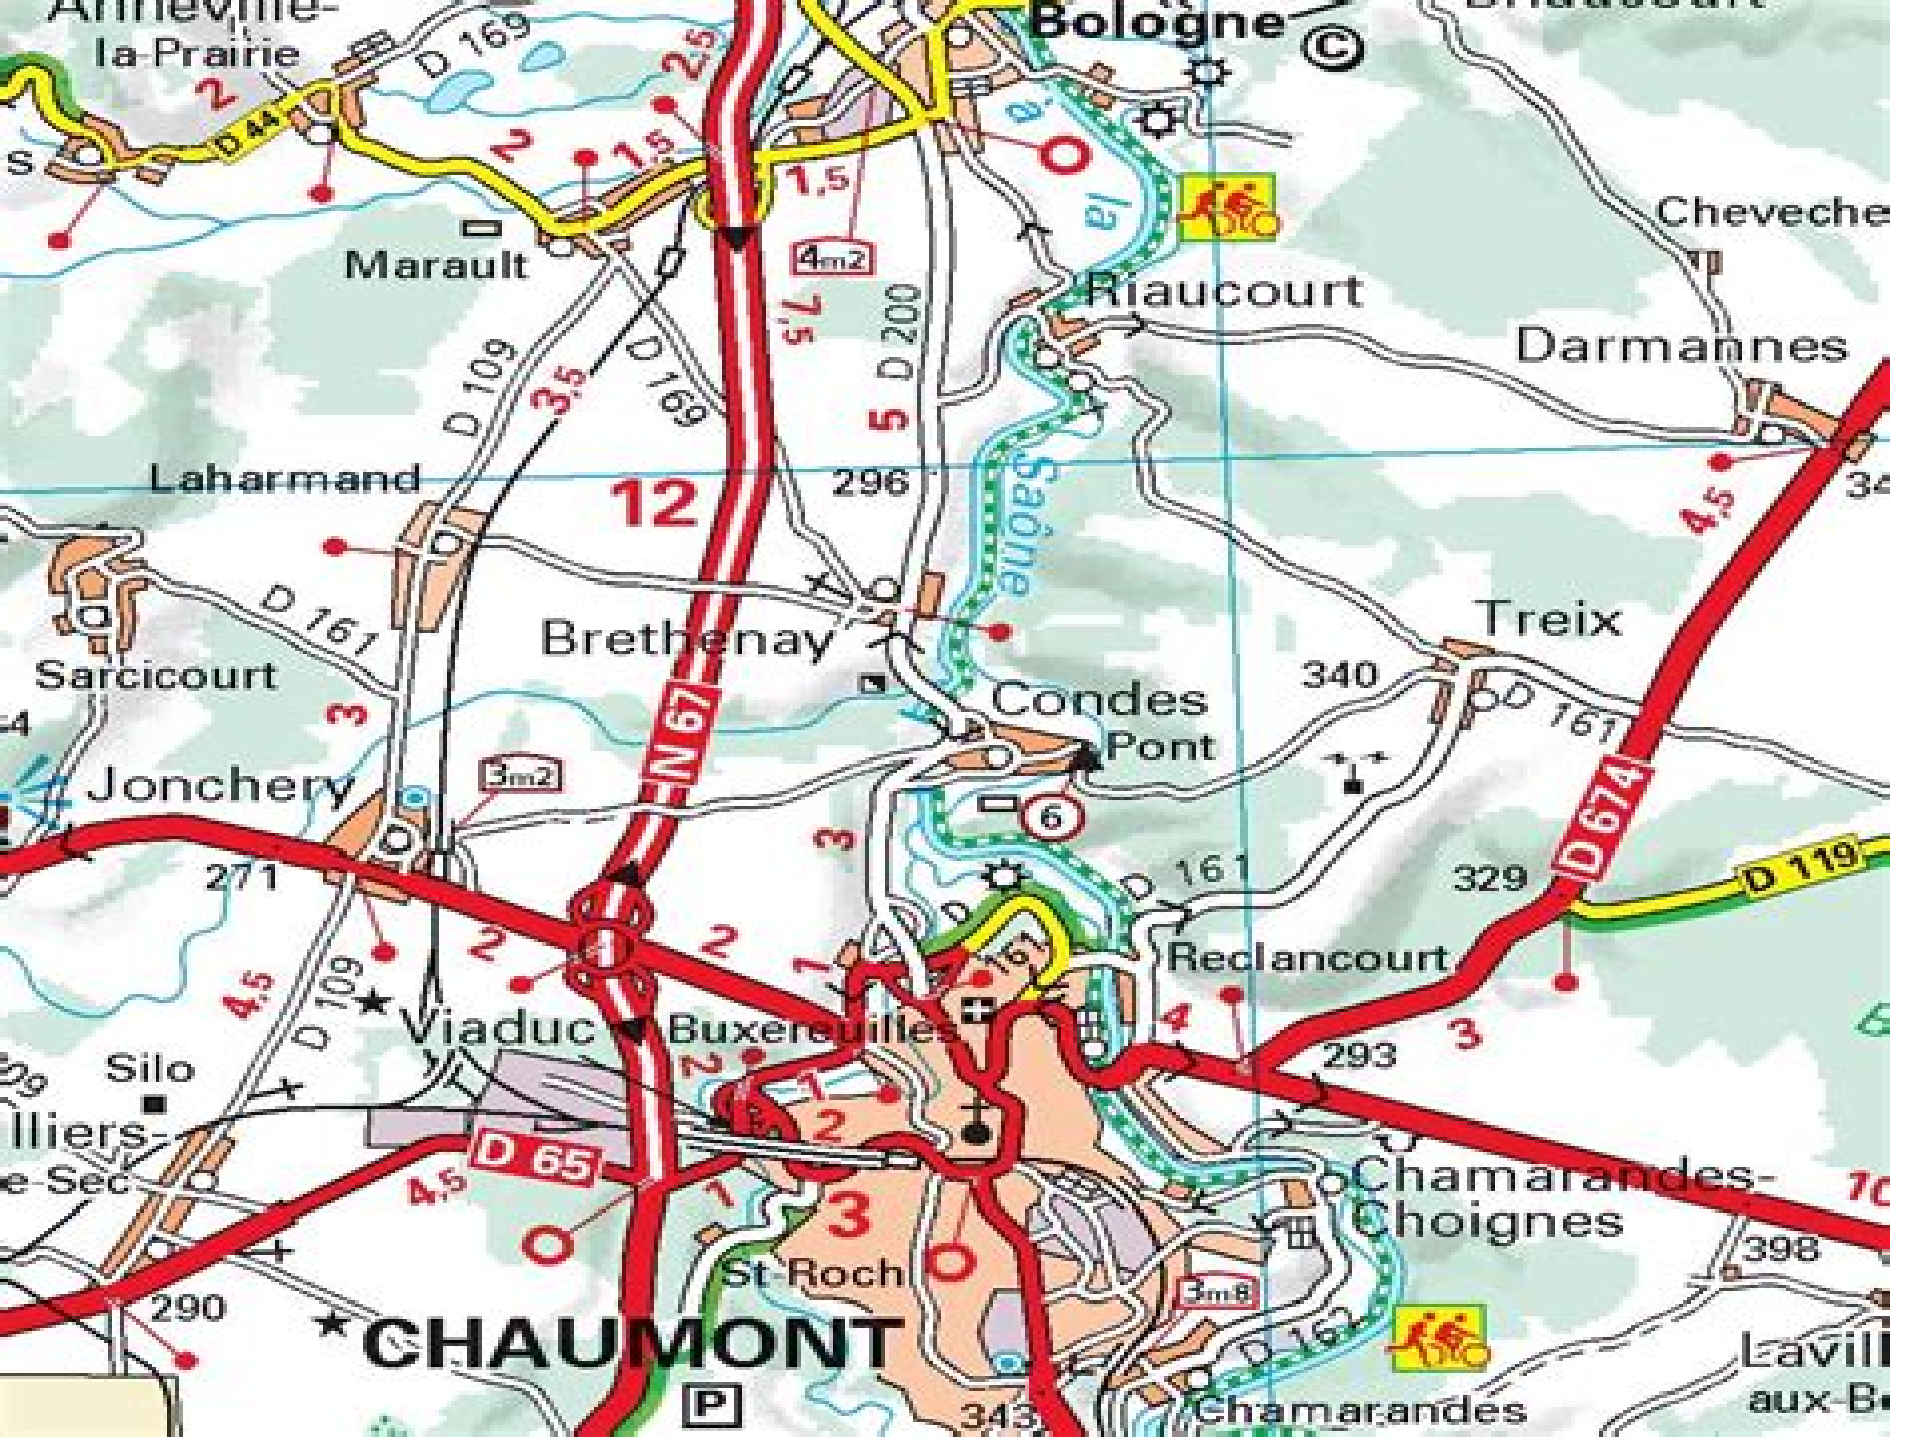 la-Prairie
D 169
2,5
Bologne
©
2
D 44
2
1,5
1,5
la
Marault
4m2
7,5
D 200
Riaucourt
Darmannes
D 109
3,5
D 169
5
Laharmand
12
296
Saône
4,5
D 161
Brethenay
Treix
Sarcicourt
340
3
N 67
Condes
Pont
D 161
Jonchery
3m2
3
6
D 674
271
161
329
D 119
2
2
1
161
Reclancourt
4,5
D 109
Viaduc
Buxereuilles
4
3
293
Silo
2
1
2
D 65
4,5
1
3
Chamarandes-
Choignes
398
St-Roch
3m8
290
CHAUMONT
D 162
P
343
Chamarandes